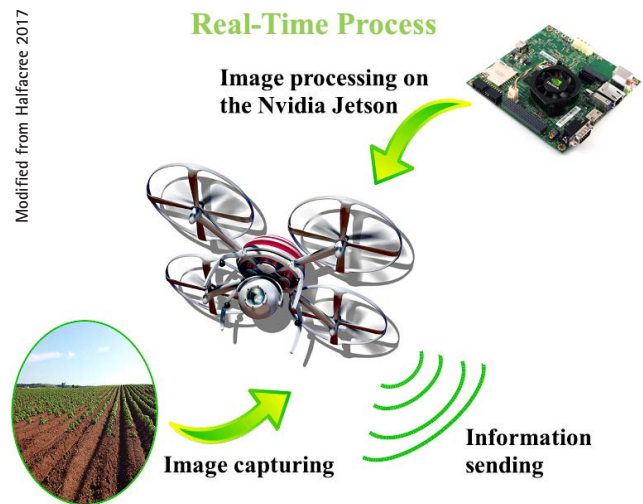 Real-Time Process
Modified from Halfacree 2017
Image processing on
the Nvidia Jetson
Image capturing
Information
sending